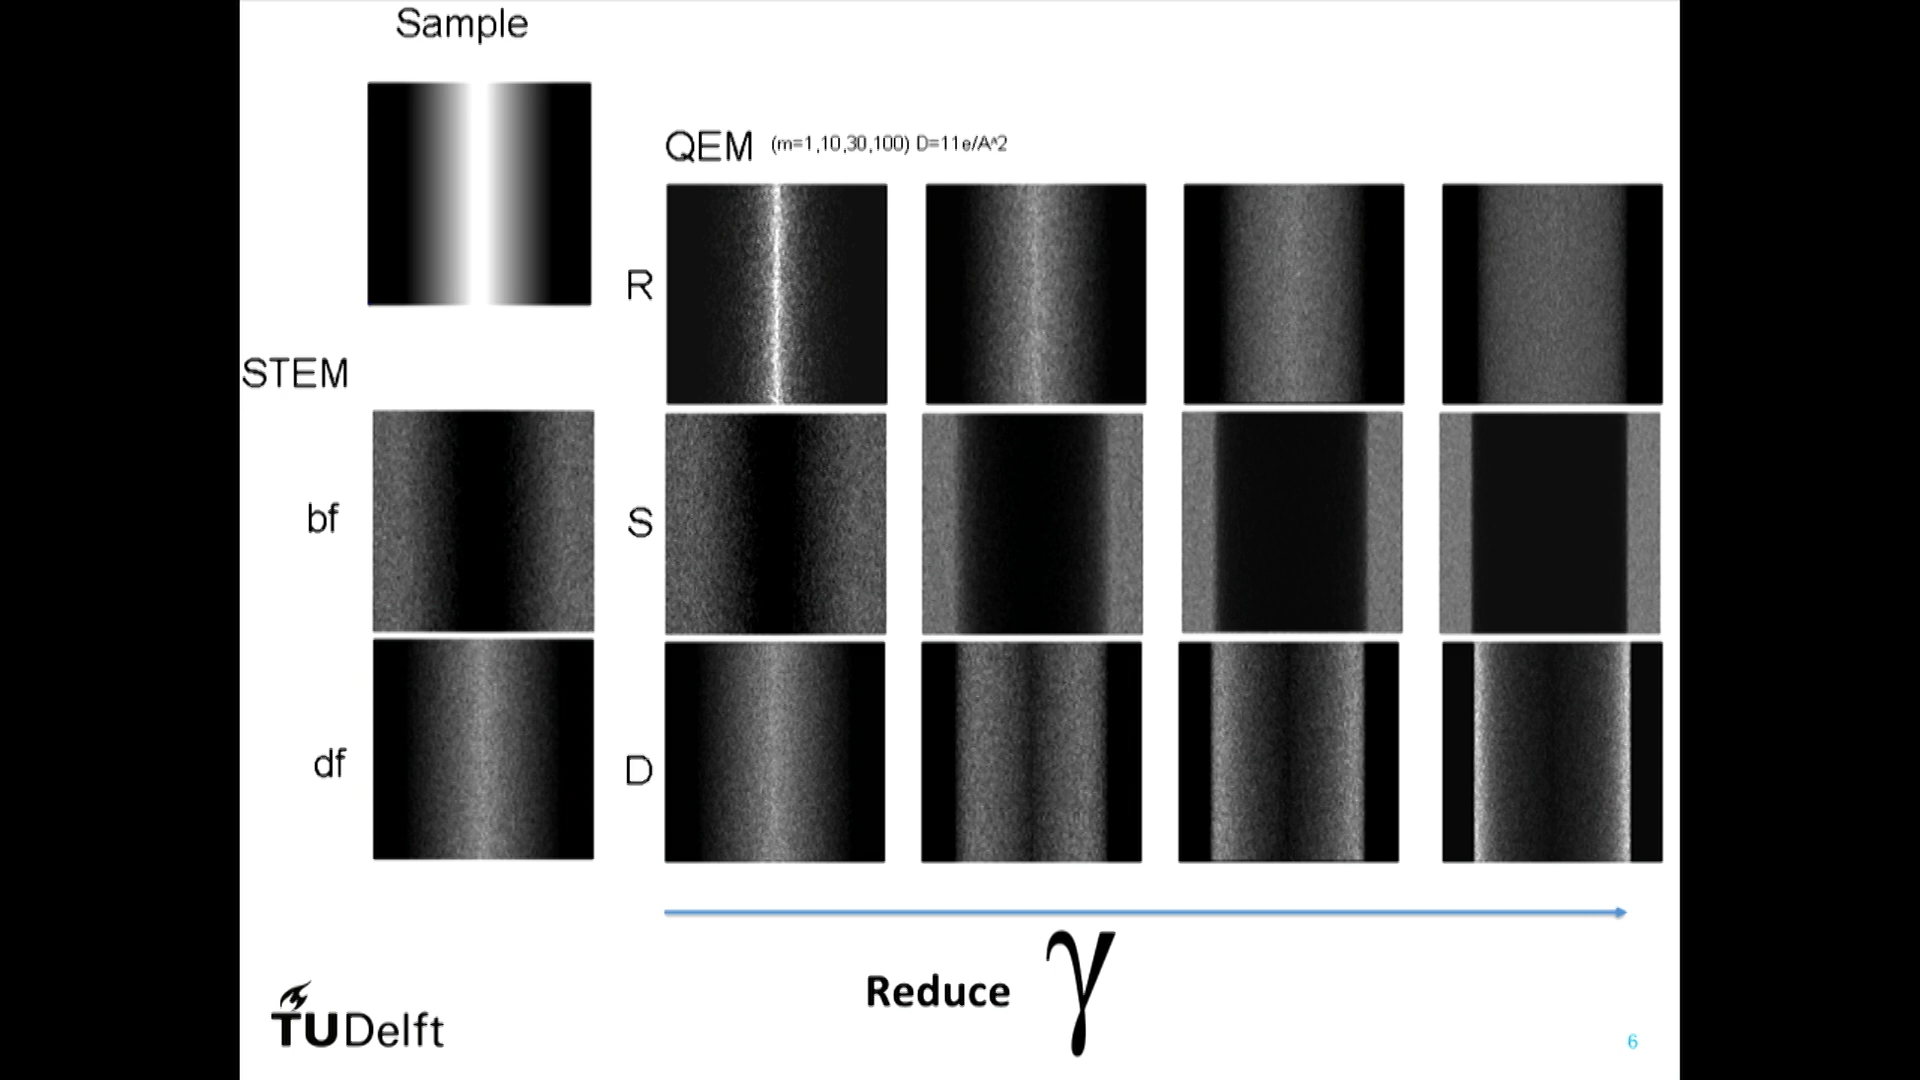 Sample
QEM (m=1,10,30,100) D=11e/A^2
R
STEM
bf
S
df
D
Reduce γ
TUDelft
6